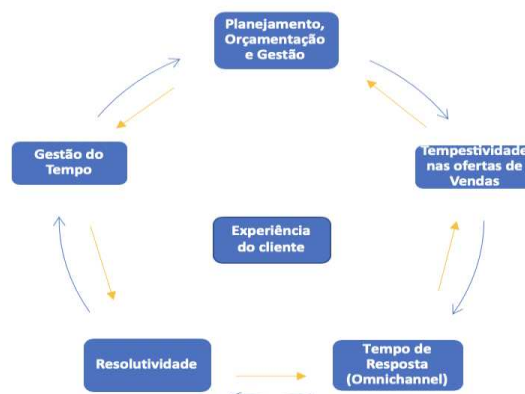 Planejamento,
Orçamentação
e Gestão
Gestão do
Tempo
Tempestividade
nas ofertas de
Vendas
Experiência
do cliente
Resolutividade
Tempo de
Resposta
(Omnichannel)